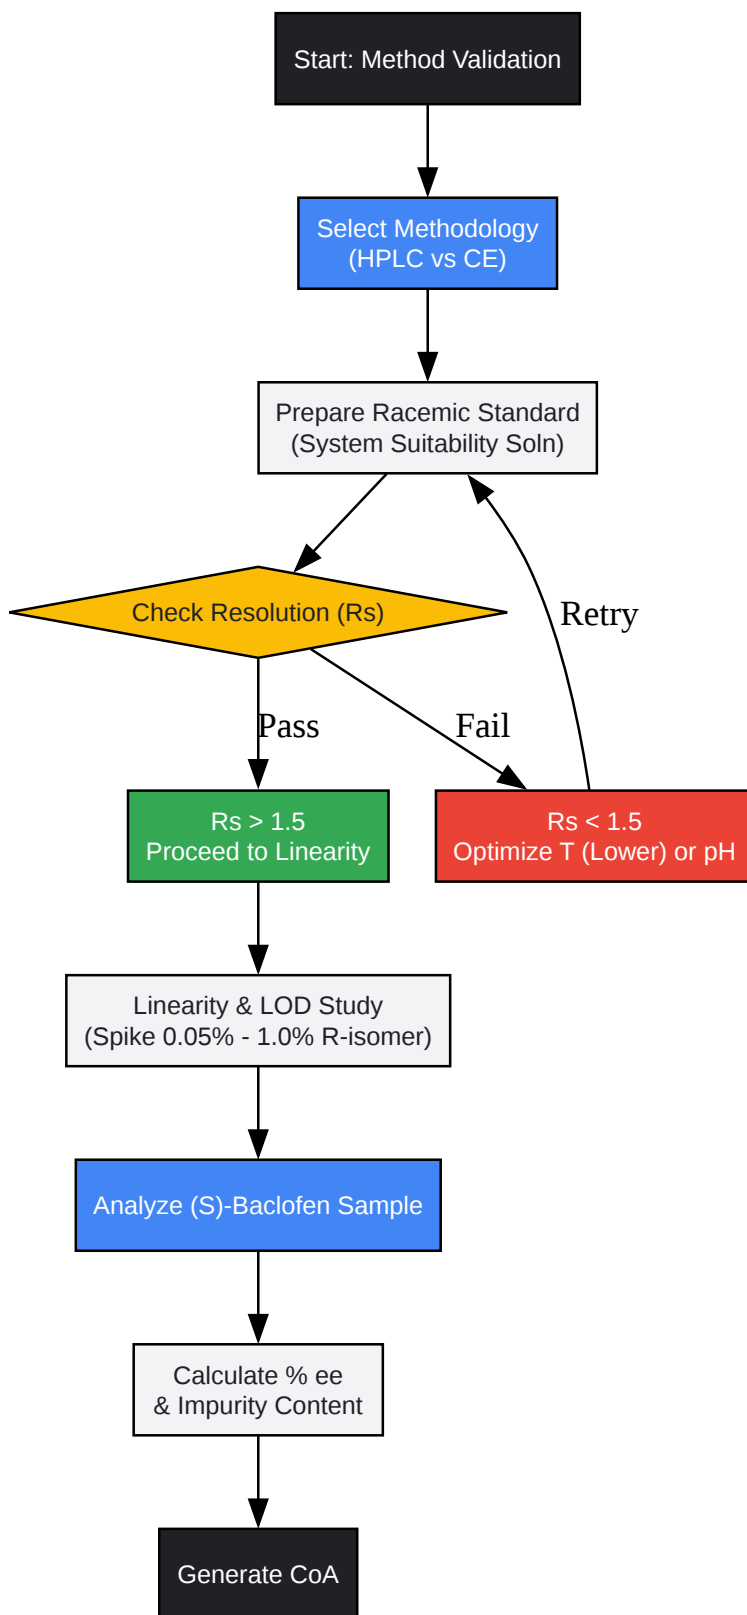 Start: Method Validation
Select Methodology
(HPLC vs CE)
Prepare Racemic Standard
(System Suitability Soln)
Check Resolution (Rs)
Retry
Pass
Fail
Rs > 1.5
Proceed to Linearity
Rs < 1.5
Optimize T (Lower) or pH
Linearity & LOD Study
(Spike 0.05% - 1.0% R-isomer)
Analyze (S)-Baclofen Sample
Calculate % ee
& Impurity Content
Generate CoA